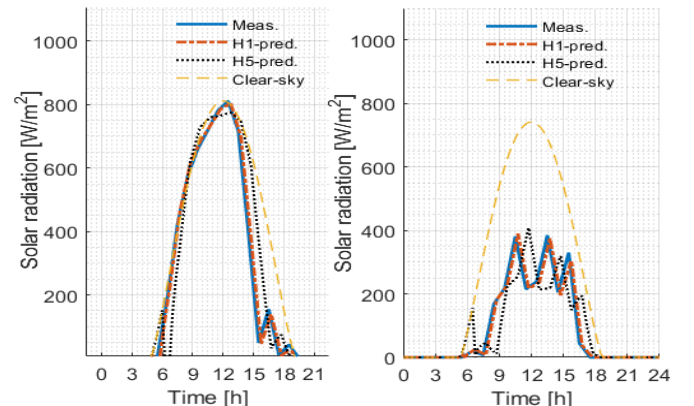 Meas.
H1-pred.
H5-pred.
Clear-sky
1000
800
600
400
200
Solar radiation [W/m²]
0 3 6 9 12 15 18 21
Time [h]
Meas.
H1-pred.
H5-pred.
Clear-sky
1000
800
600
400
200
0
Solar radiation [W/m²]
0 3 6 9 12 15 18 21 24
Time [h]